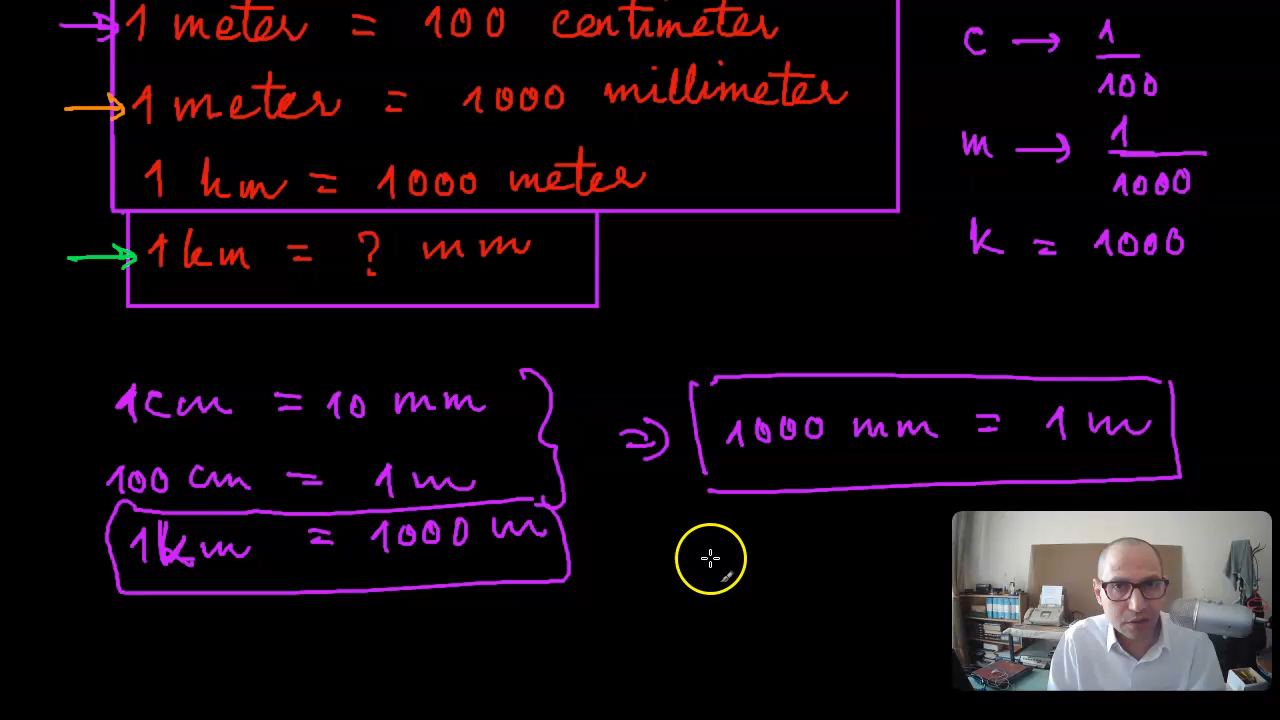 1 meter = 100 centimeter
1 meter = 1000 millimeter
1 km = 1000 meter
1 km = ? mm
c → 1/100
m → 1/1000
k = 1000
1cm = 10 mm
100 cm = 1 m
1km = 1000 m
⇒ 1000 mm = 1 m